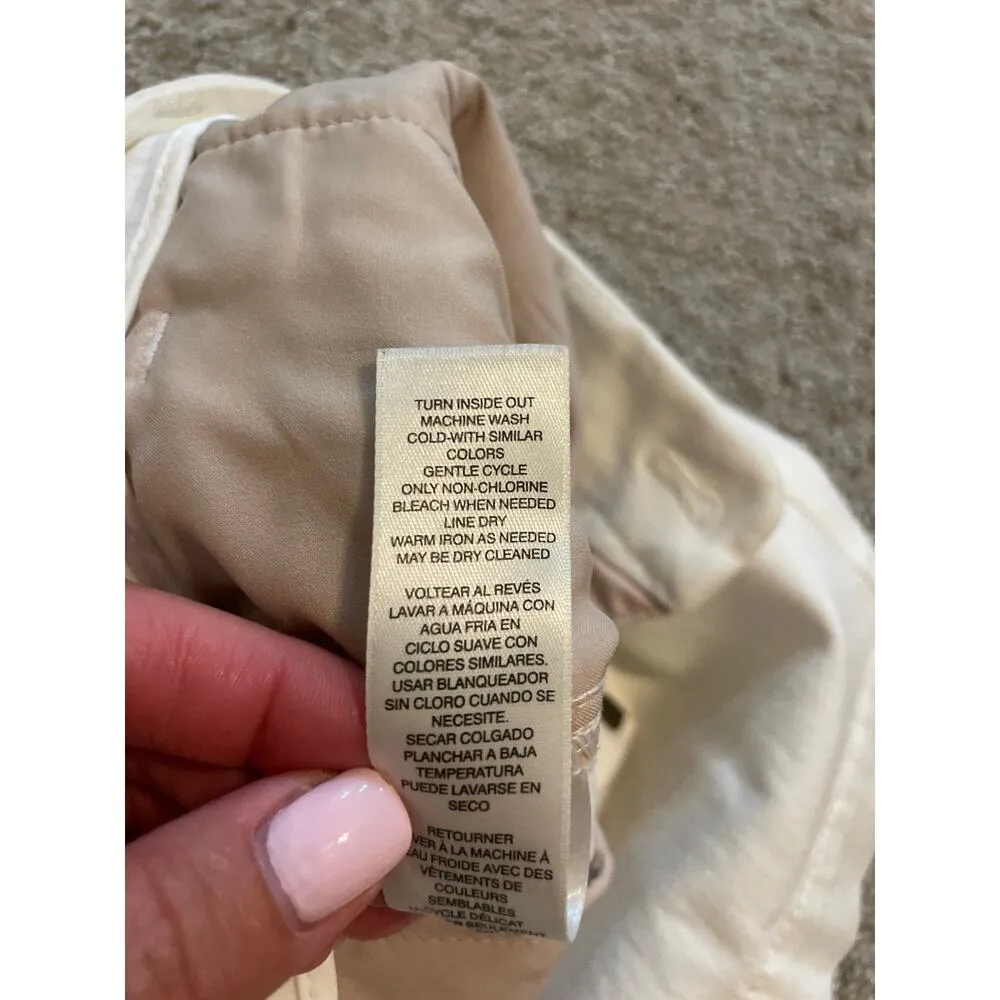 TURN INSIDE OUT
MACHINE WASH
COLD-WITH SIMILAR
COLORS
GENTLE CYCLE
ONLY NON-CHLORINE
BLEACH WHEN NEEDED
LINE DRY
WARM IRON AS NEEDED
MAY BE DRY CLEANED
VOLTEAR AL REVÉS
LAVAR A MÁQUINA CON
AGUA FRIA EN
CICLO SUAVE CON
COLORES SIMILARES.
USAR BLANQUEADOR
SIN CLORO CUANDO SE
NECESITE.
SECAR COLGADO
PLANCHAR A BAJA
TEMPERATURA
PUEDE LAVARSE EN
SECO
RETOURNER
VER À LA MACHINE À
EAU FROIDE AVEC DES
VÊTEMENTS DE
COULEURS
SEMBLABLES
DÉLICAT
SEULEMENT